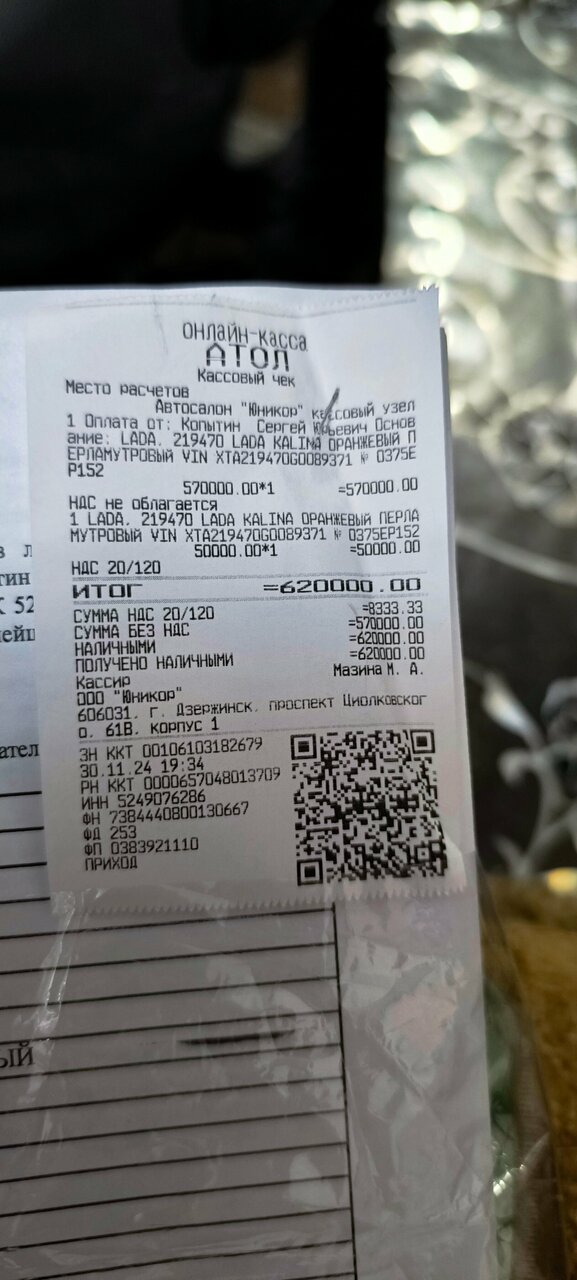 ОНЛАЙН-КАССА
АТОЛ
Кассовый чек
Место расчетов
Автосалон "Юникор" кассовый узел
1 Оплата от: Копытин Сергей Юрьевич Основ
ание: LADA. 219470 LADA KALINA ОРАНЖЕВЫЙ П
ЕРЛАМУТРОВЫЙ VIN XTA219470G0089371 № 0375Е
Р152
570000.00*1 =570000.00
НДС не облагается
1 LADA. 219470 LADA KALINA ОРАНЖЕВЫЙ ПЕРЛА
МУТРОВЫЙ VIN XTA219470G0089371 № 0375ЕР152
50000.00*1 =50000.00
НДС 20/120
ИТОГ =620000.00
СУММА НДС 20/120 =8333.33
СУММА БЕЗ НДС =570000.00
НАЛИЧНЫМИ =620000.00
ПОЛУЧЕНО НАЛИЧНЫМИ =620000.00
Кассир Мазина М. А.
ООО "Юникор"
606031. г. Дзержинск. проспект Циолковског
о. 61В. корпус 1
ЗН ККТ 00106103182679
30.11.24 19:34
РН ККТ 0000657048013709
ИНН 5249076286
ФН 7384440800130667
ФД 253
ФП 0383921110
ПРИХОД
ЫЙ